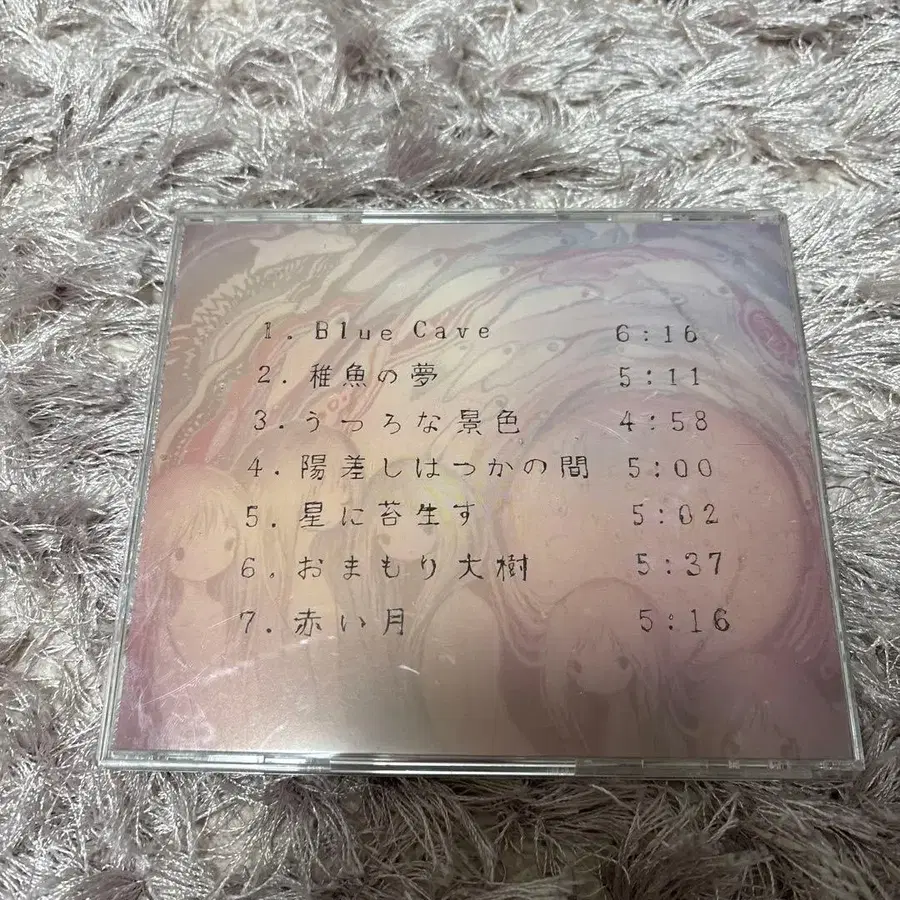 1. Blue Cave 6:16
2. 稚魚の夢 5:11
3. うつろな景色 4:58
4. 陽差しはつかの間 5:00
5. 星に苔生す 5:02
6. おまもり大樹 5:37
7. 赤い月 5:16